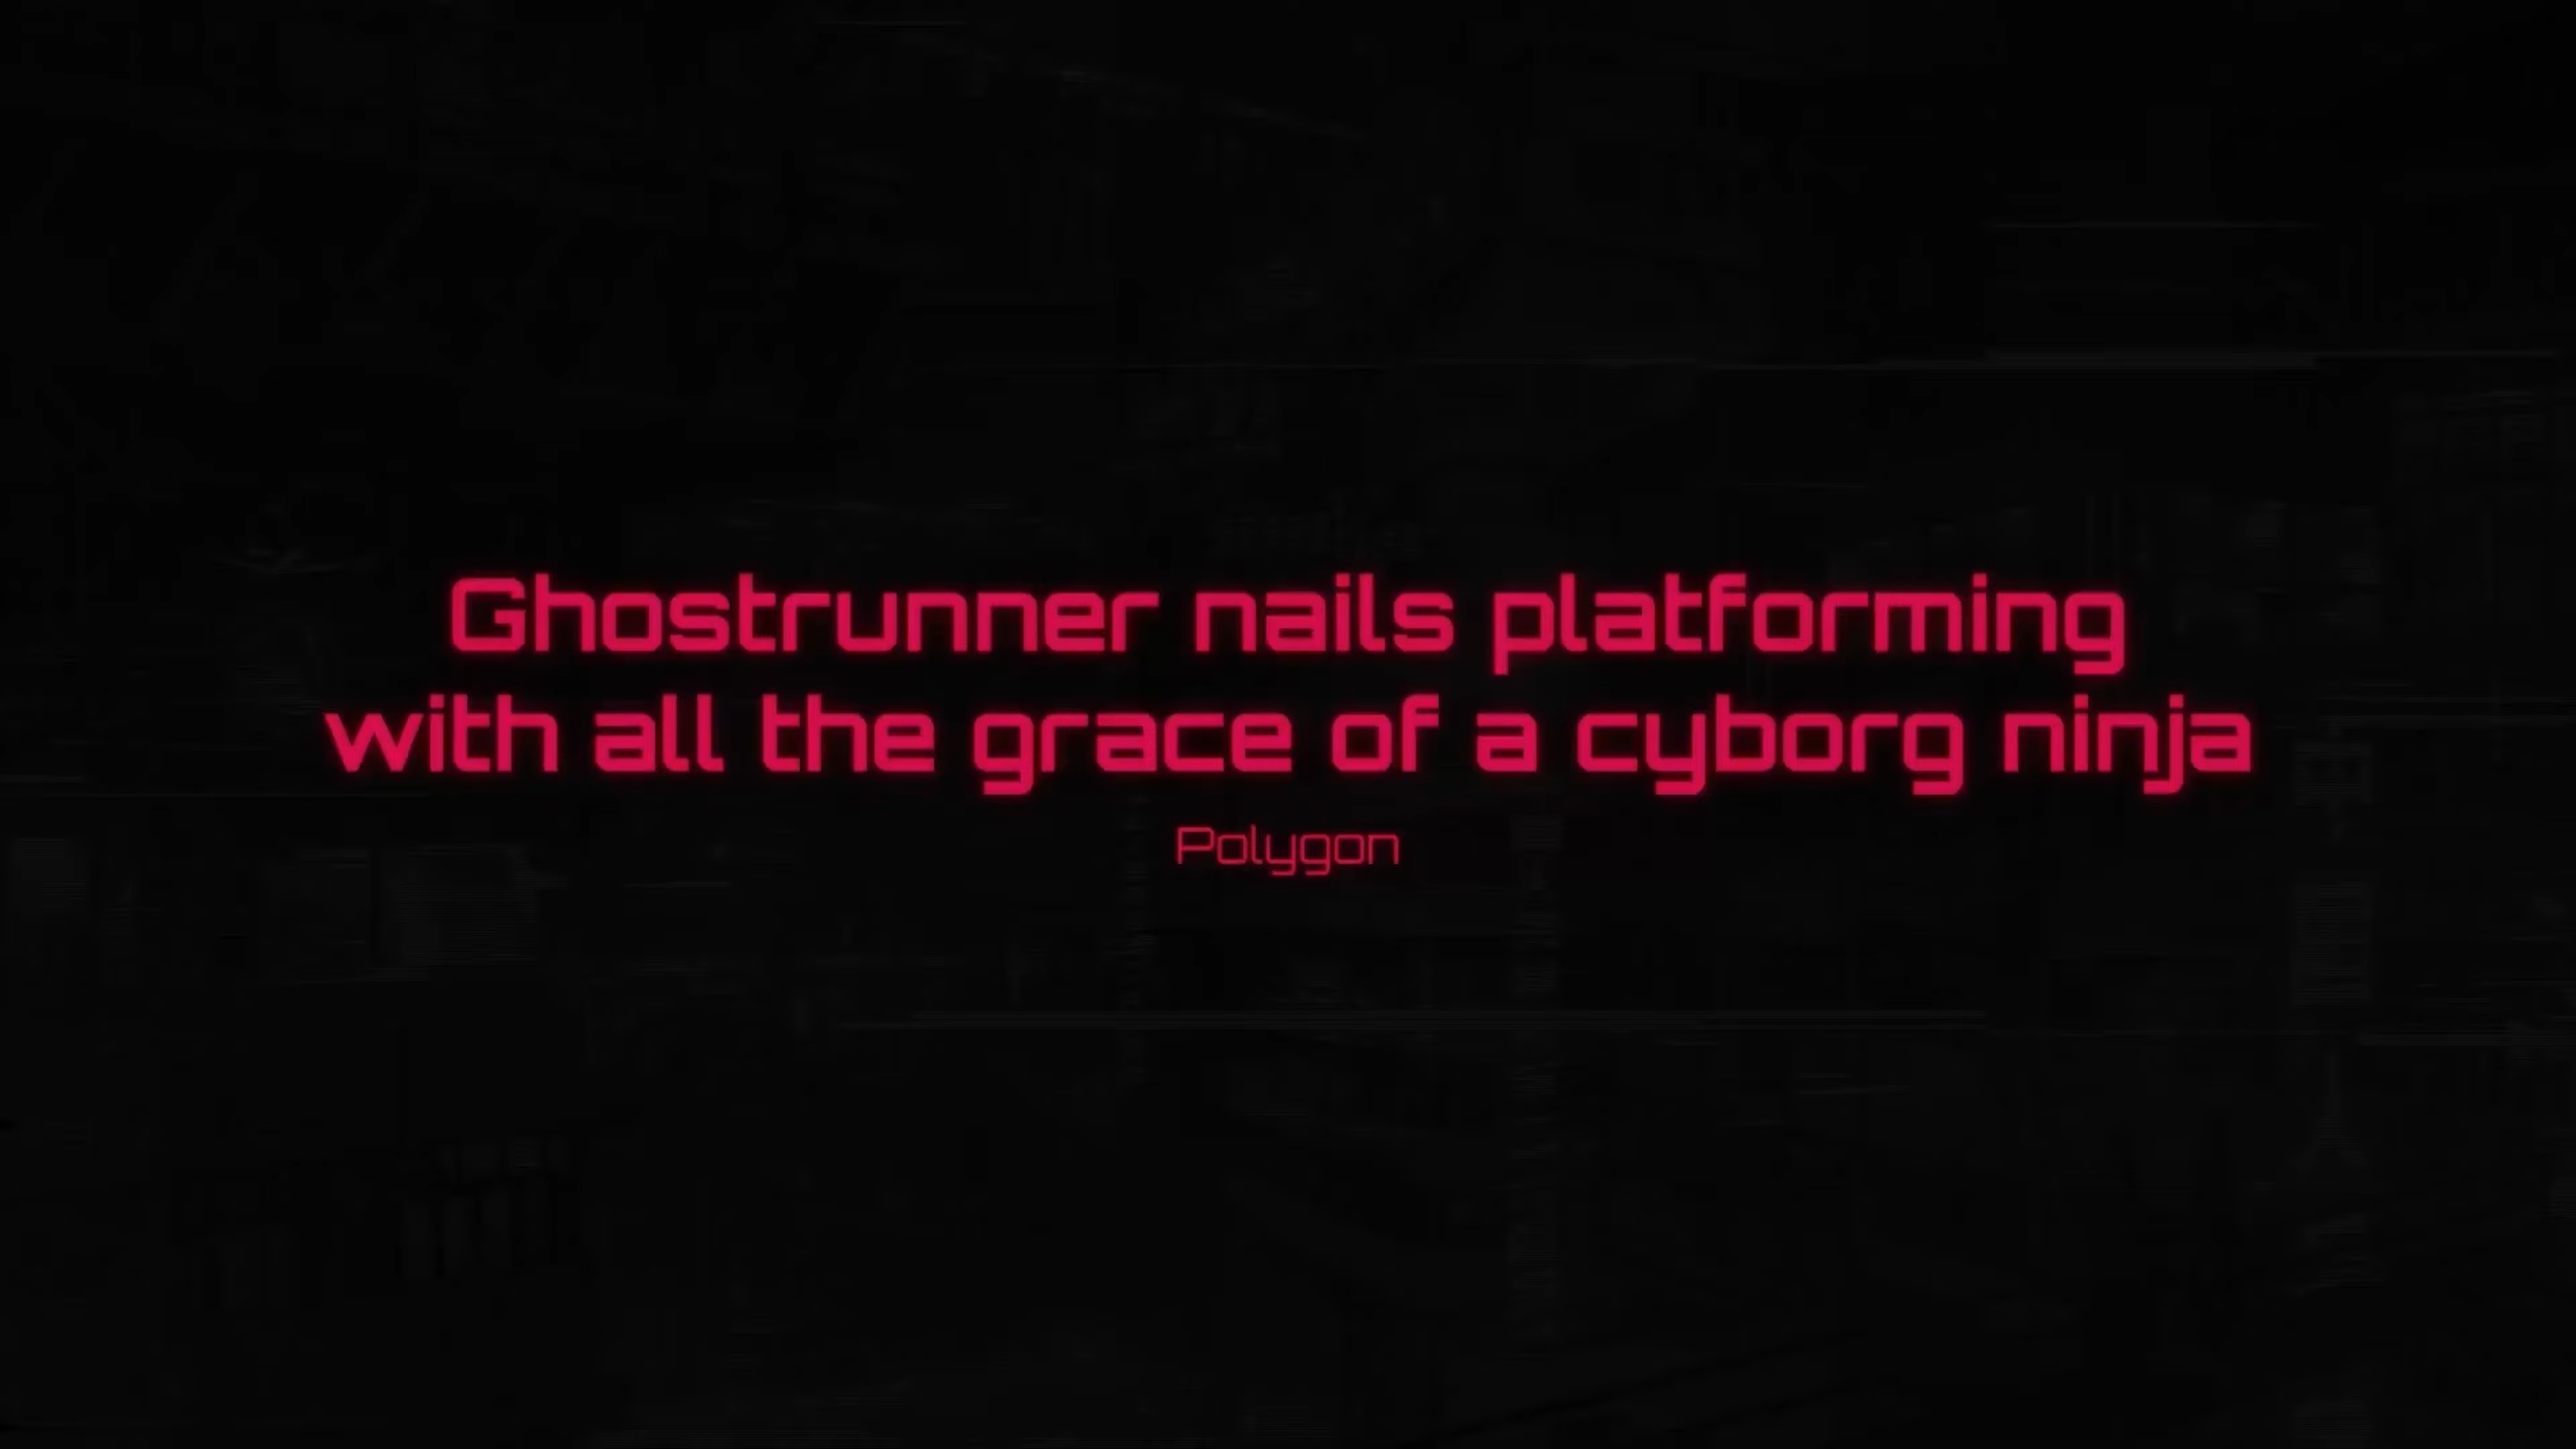 Ghostrunner nails platforming
with all the grace of a cyborg ninja
Polygon